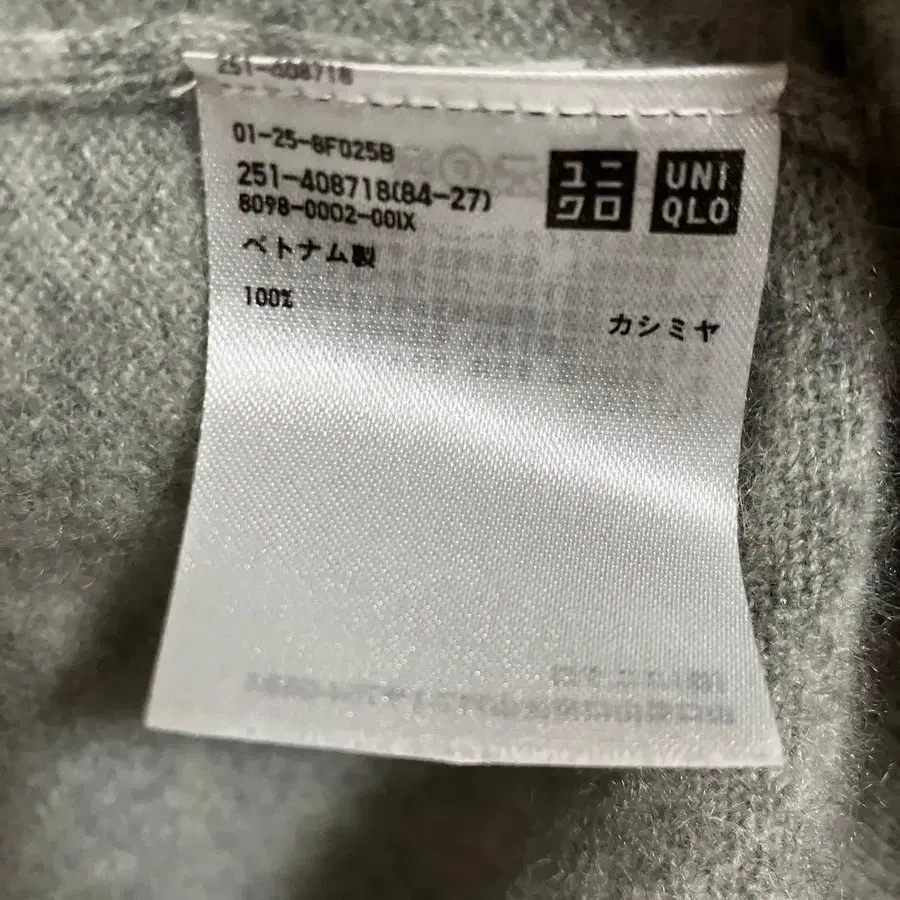 251-408718
01-25-8F025B
251-408718(84-27)
8098-0002-00IX
ベトナム製
100% カシミヤ
ユニ
クロ
UNI
QLO